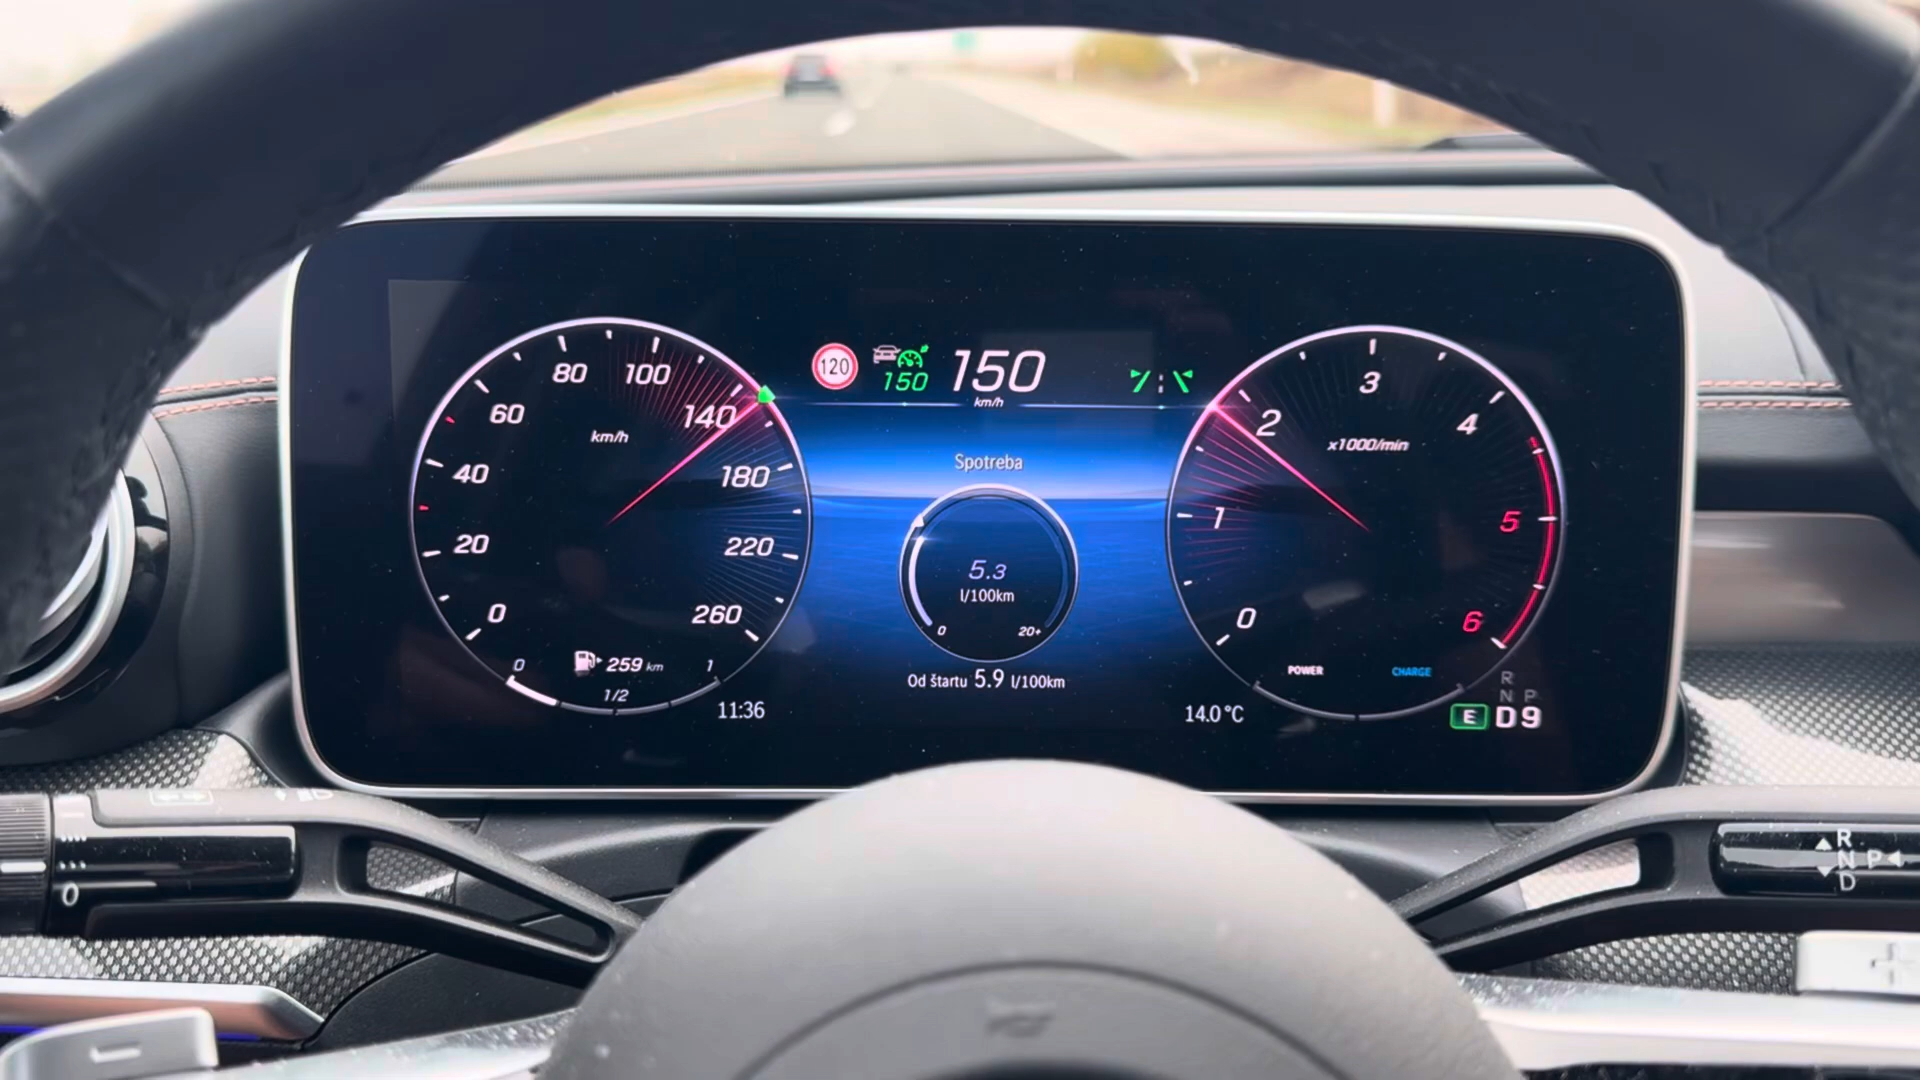 120
150
150
km/h
0
20
40
60
80
100
140
180
220
260
km/h
0
259 km
1
1/2
11:36
Spotreba
5.3
l/100km
0
20+
Od štartu 5.9 l/100km
0
1
2
3
4
5
6
x1000/min
POWER
CHARGE
14.0°C
R
N P
E D9
0
R
N P
D